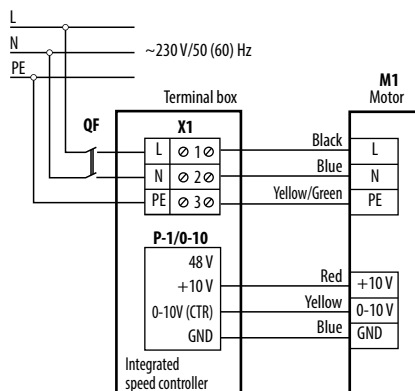 L
N
~230 V/50 (60) Hz
PE
M1
Terminal box
Motor
QF
X1
Black
L
1
L
Blue
N
2
N
Yellow/Green
PE
3
PE
P-1/0-10
48 V
Red
+10 V
+10 V
Yellow
0-10V (CTR)
0-10 V
Blue
GND
GND
Integrated
speed controller